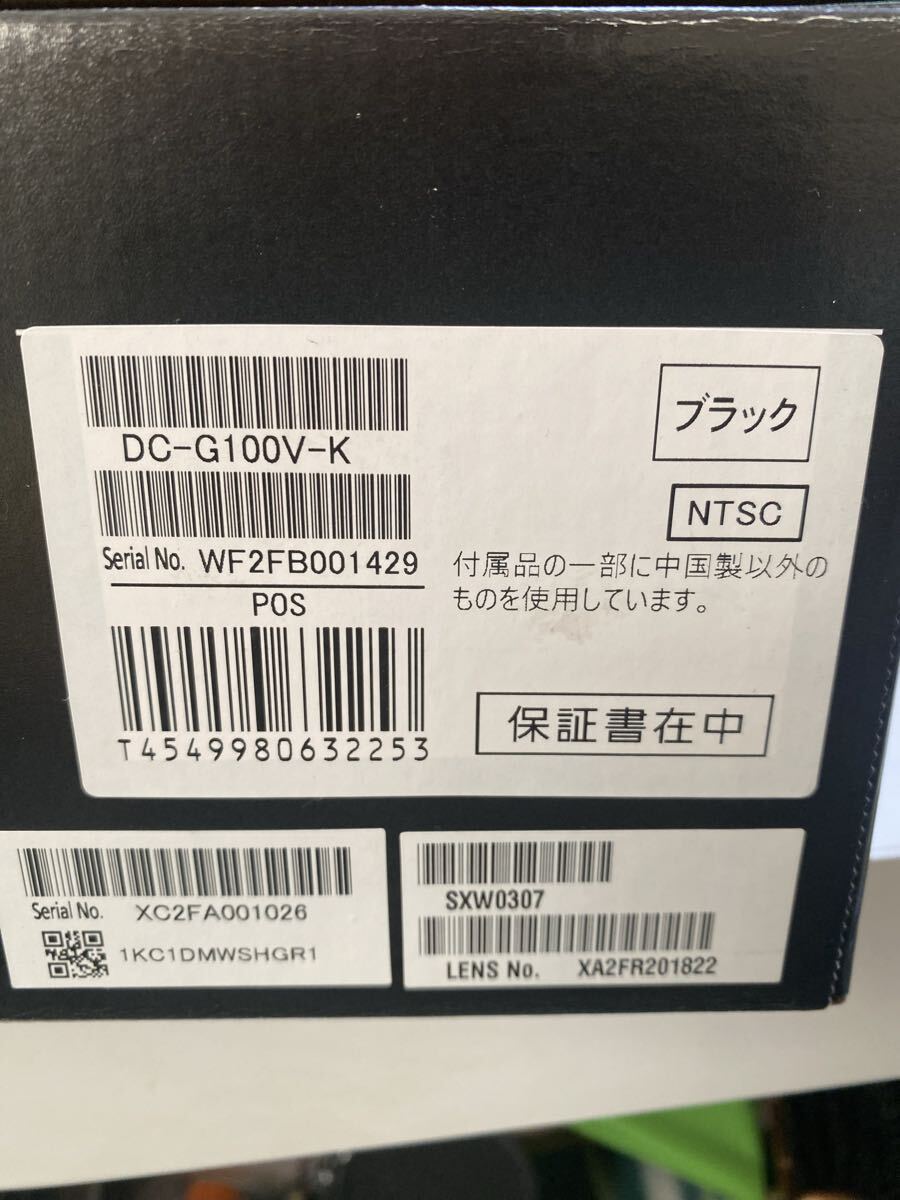 DC-G100V-K
Serial No. WF2FB001429
POS
T4549980632253
ブラック
NTSC
付属品の一部に中国製以外の
ものを使用しています。
保証書在中
Serial No. XC2FA001026
1KC1DMWSHGR1
SXW0307
LENS No. XA2FR201822